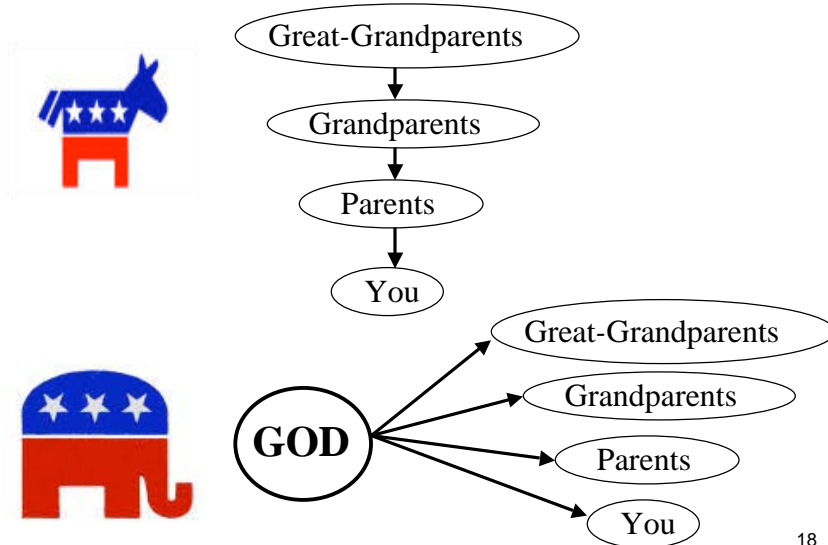 Great-Grandparents
Grandparents
Parents
You
Great-Grandparents
Grandparents
GOD
Parents
You
18